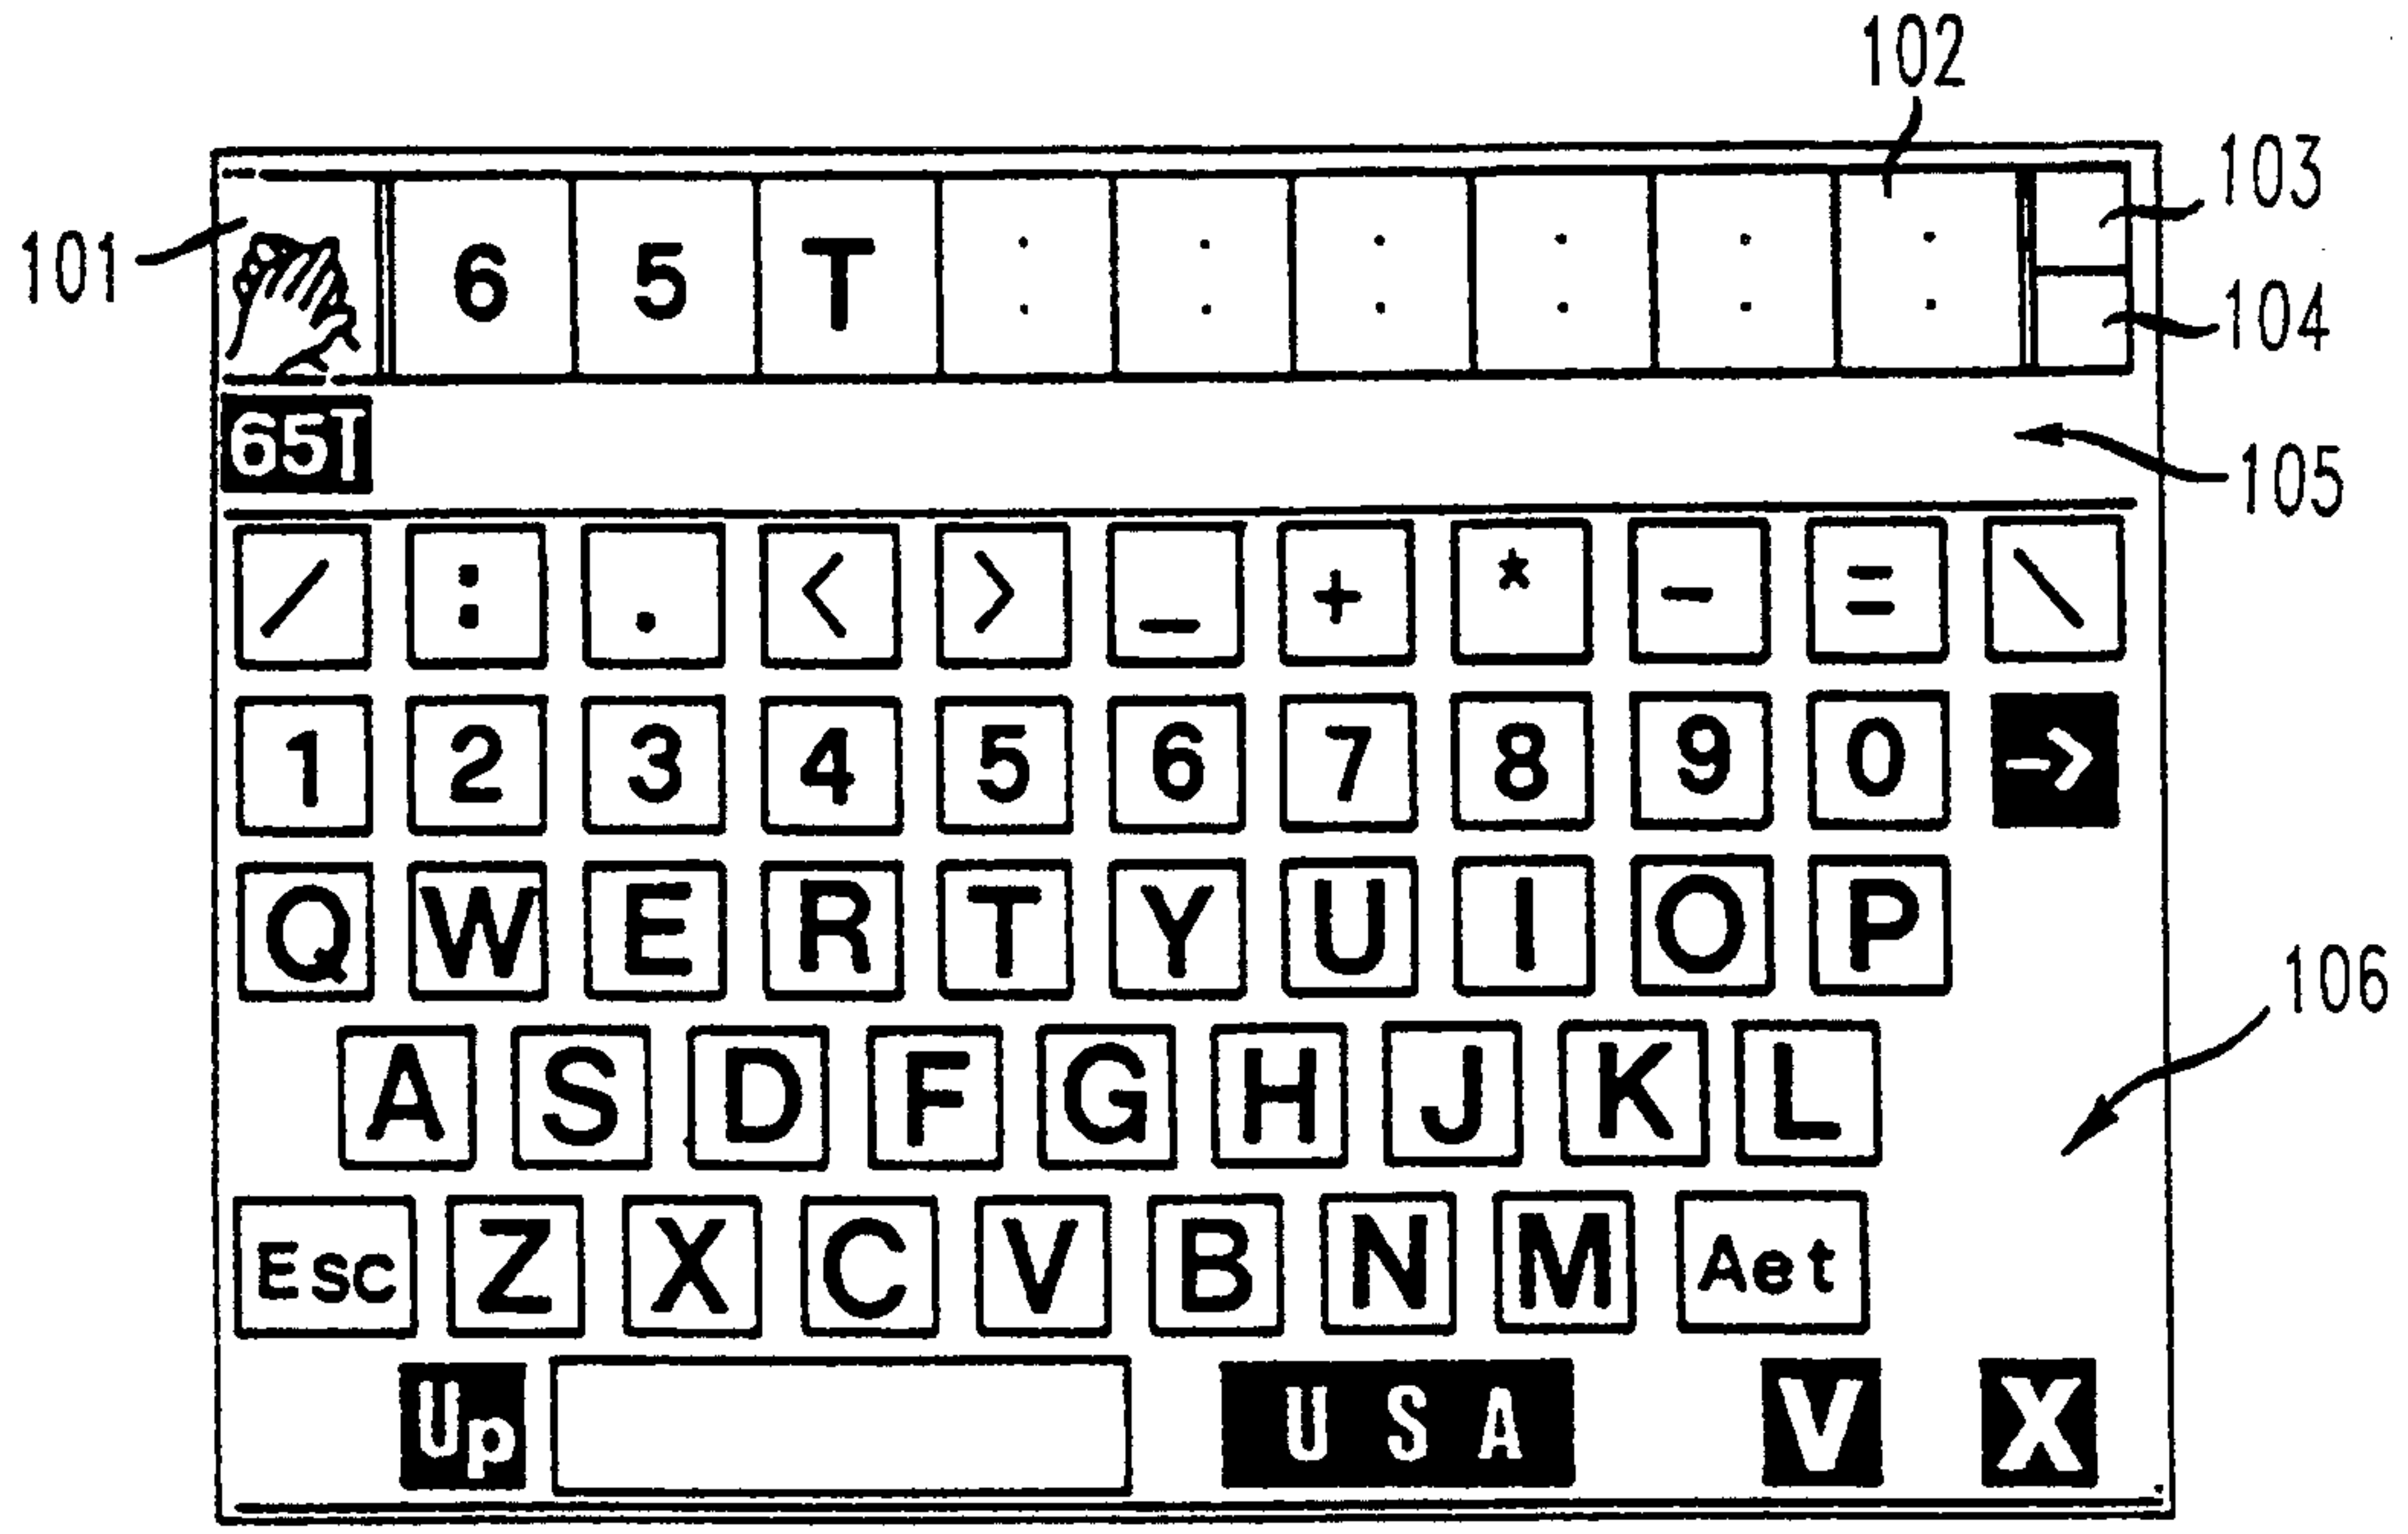 102
103
101 6 5 T : : : : : :
104
65T
105
/ : . < > _ + * - = \
1 2 3 4 5 6 7 8 9 0 ->
Q W E R T Y U I O P
106
A S D F G H J K L
Esc Z X C V B N M Aet
Up U S A V X